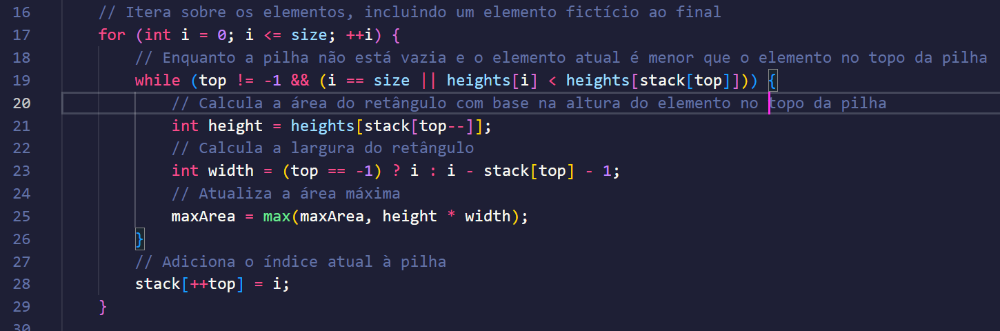 16 // Itera sobre os elementos, incluindo um elemento fictício ao final
17 for (int i = 0; i <= size; ++i) {
18 // Enquanto a pilha não está vazia e o elemento atual é menor que o elemento no topo da pilha
19 while (top != -1 && (i == size || heights[i] < heights[stack[top]])) {
20 // Calcula a área do retângulo com base na altura do elemento no topo da pilha
21 int height = heights[stack[top--]];
22 // Calcula a largura do retângulo
23 int width = (top == -1) ? i : i - stack[top] - 1;
24 // Atualiza a área máxima
25 maxArea = max(maxArea, height * width);
26 }
27 // Adiciona o índice atual à pilha
28 stack[++top] = i;
29 }
30